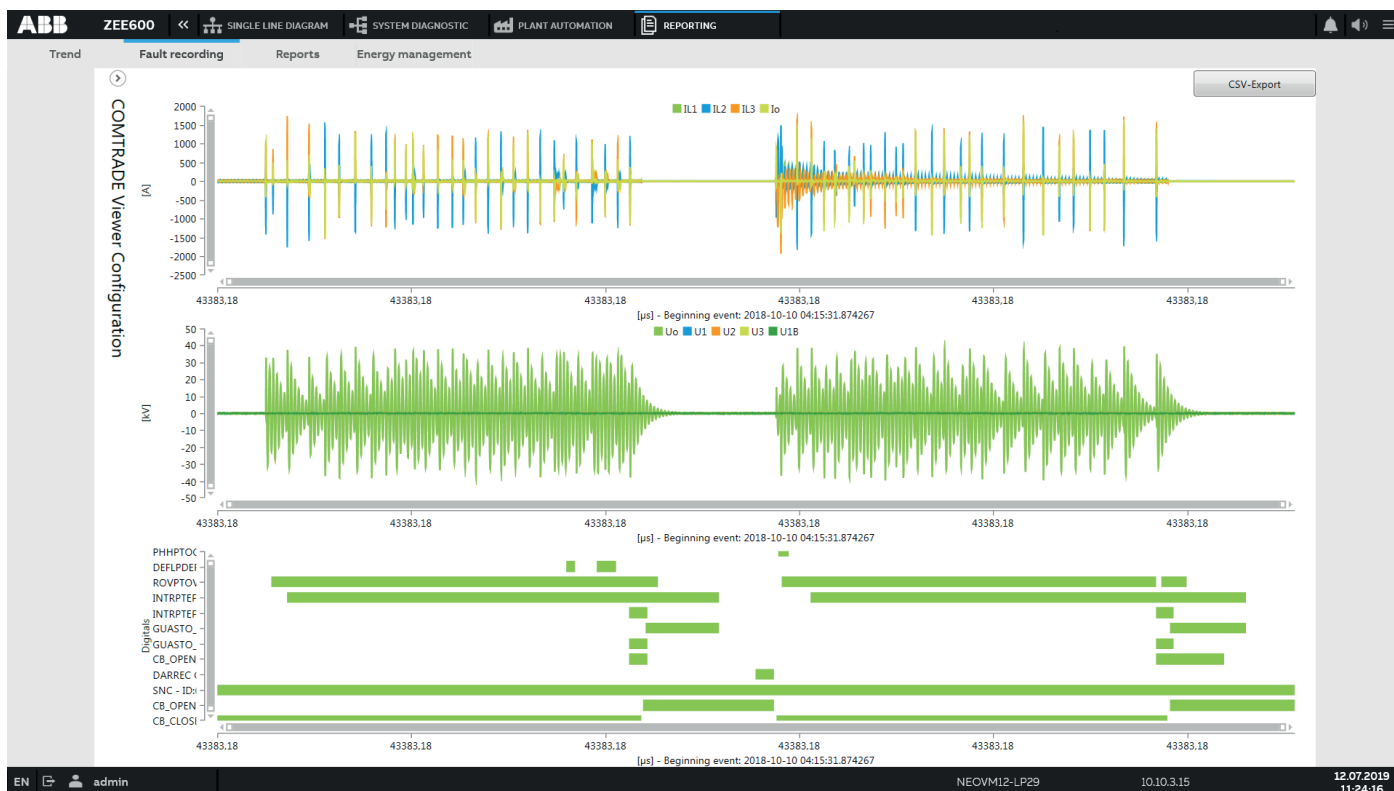 ABB ZEE600 « SINGLE LINE DIAGRAM SYSTEM DIAGNOSTIC PLANT AUTOMATION REPORTING
Trend Fault recording Reports Energy management
COMTRADE Viewer Configuration
CSV-Export
IL1 IL2 IL3 Io
[A]
2000
1500
1000
500
0
-500
-1000
-1500
-2000
-2500
43383,18 43383,18 43383,18 43383,18 43383,18 43383,18
[µs] - Beginning event: 2018-10-10 04:15:31.874267
Uo U1 U2 U3 U1B
[kV]
50
40
30
20
10
0
-10
-20
-30
-40
-50
43383,18 43383,18 43383,18 43383,18 43383,18 43383,18
[µs] - Beginning event: 2018-10-10 04:15:31.874267
Digitals
PHHPTOC
DEFLPDEF
ROVPTOV
INTRPTEF
INTRPTEF
GUASTO_
GUASTO_
CB_OPEN
DARREC
SNC - ID:
CB_OPEN
CB_CLOSE
43383,18 43383,18 43383,18 43383,18 43383,18 43383,18
[µs] - Beginning event: 2018-10-10 04:15:31.874267
EN admin NEOVM12-LP29 10.10.3.15 12.07.2019
11:24:16